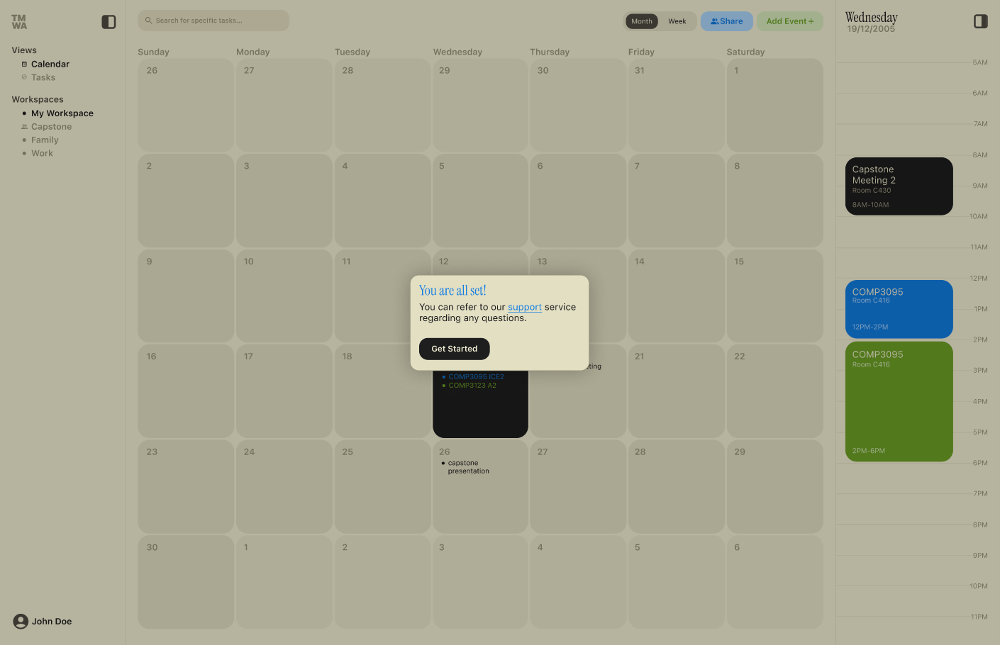 TM
WA
Views
Calendar
Tasks
Workspaces
My Workspace
Capstone
Family
Work
John Doe
Search for specific tasks...
Month
Week
Share
Add Event +
Sunday
Monday
Tuesday
Wednesday
Thursday
Friday
Saturday
26
27
28
29
30
31
1
2
3
4
5
6
7
8
9
10
11
12
13
14
15
16
17
18
COMP3095 ICE2
COMP3123 A2
21
22
23
24
25
26
capstone
presentation
27
28
29
30
1
2
3
4
5
6
You are all set!
You can refer to our support service
regarding any questions.
Get Started
Wednesday
19/12/2005
5AM
6AM
7AM
8AM
Capstone
Meeting 2
Room C430
8AM-10AM
9AM
10AM
11AM
12PM
COMP3095
Room C416
12PM-2PM
1PM
2PM
COMP3095
Room C416
2PM-6PM
3PM
4PM
5PM
6PM
7PM
8PM
9PM
10PM
11PM